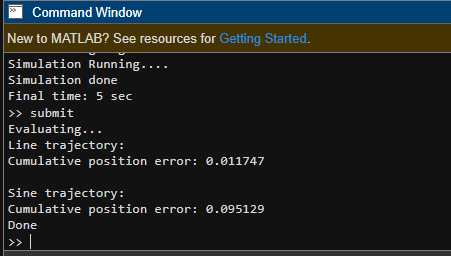 Command Window
New to MATLAB? See resources for Getting Started.
Simulation Running....
Simulation done
Final time: 5 sec
>> submit
Evaluating...
Line trajectory:
Cumulative position error: 0.011747
Sine trajectory:
Cumulative position error: 0.095129
Done
>>